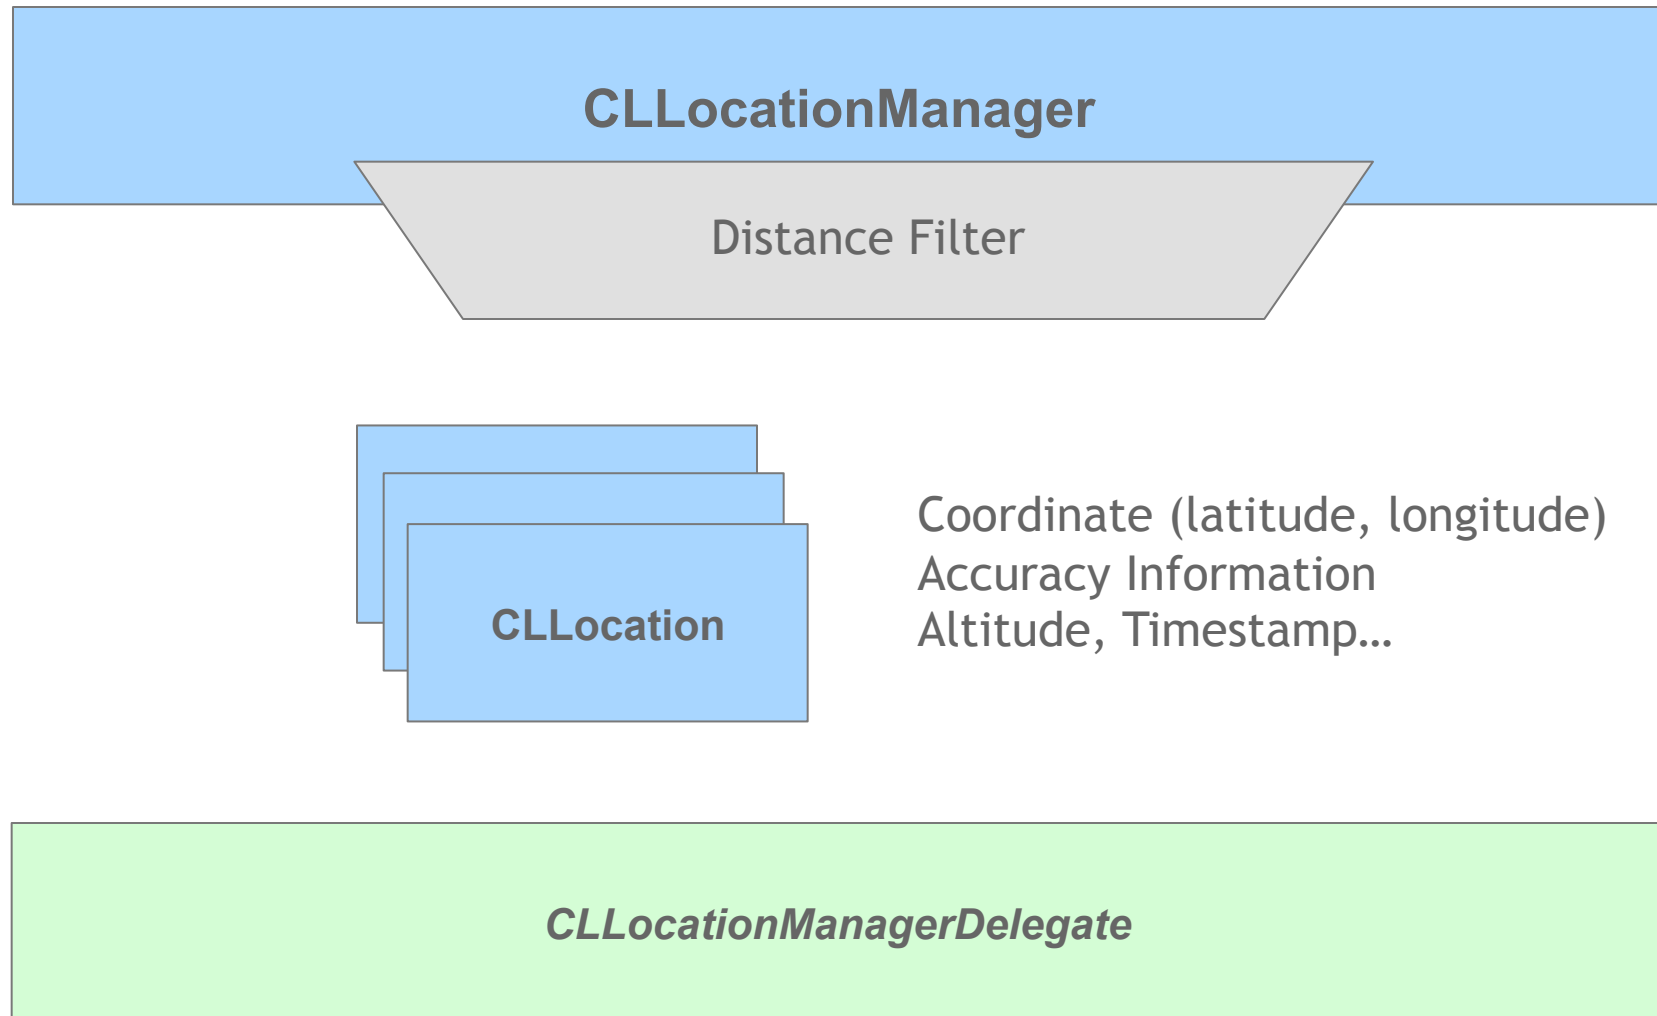 CLLocationManager
Distance Filter
Coordinate (latitude, longitude)
Accuracy Information
CLLocation
Altitude, Timestamp…
CLLocationManagerDelegate